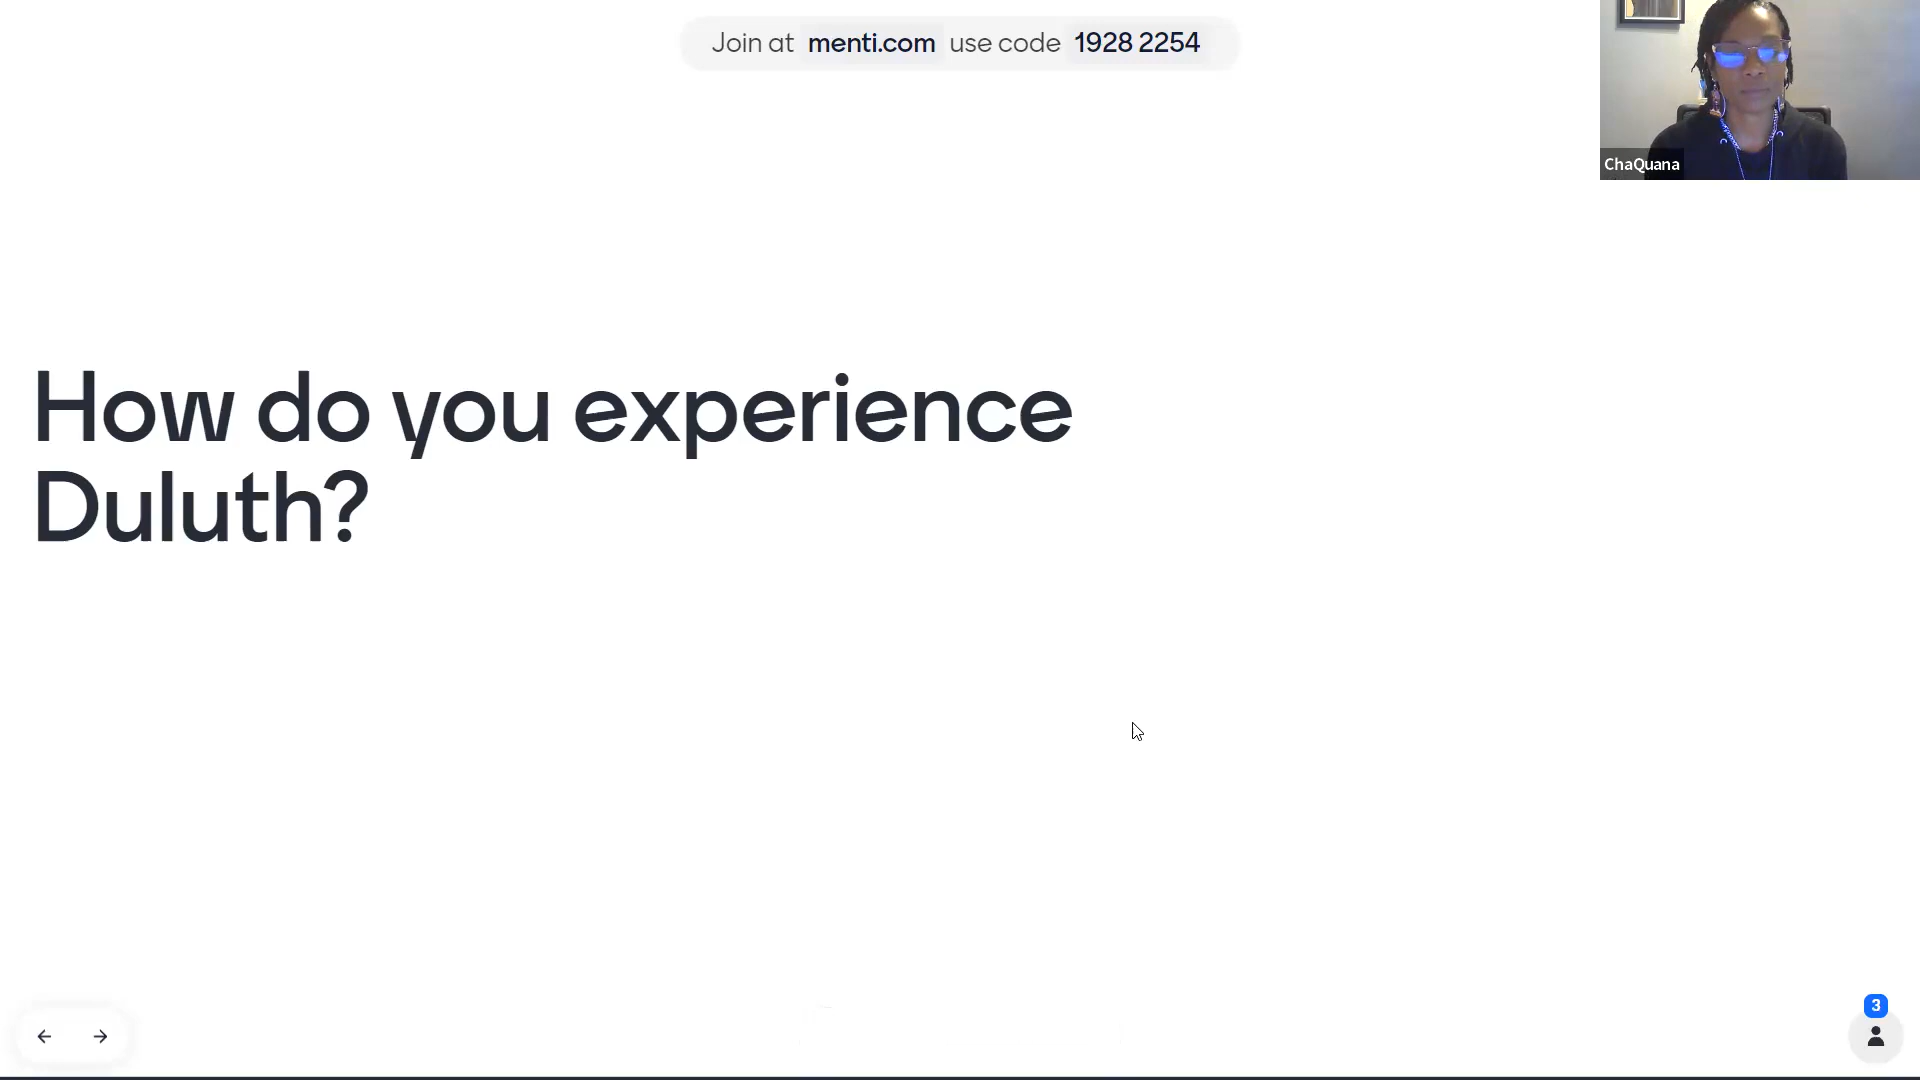 Join at menti.com use code 1928 2254
ChaQuana
How do you experience
Duluth?
3